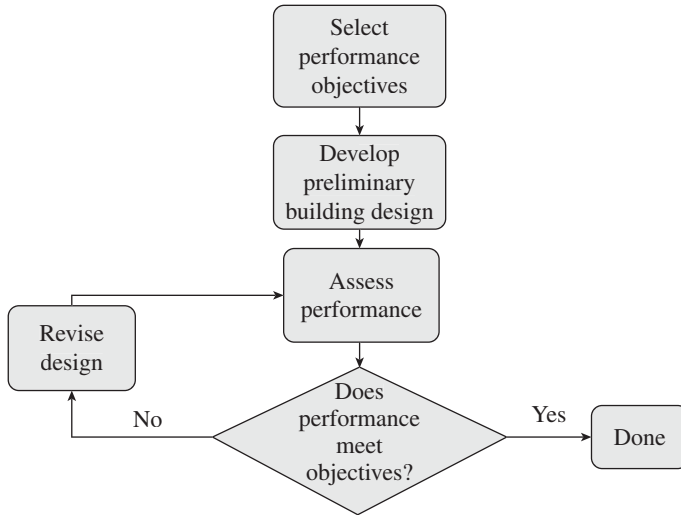 Select
performance
objectives
Develop
preliminary
building design
Assess
performance
Revise
design
Does
performance
meet
objectives?
No
Yes
Done